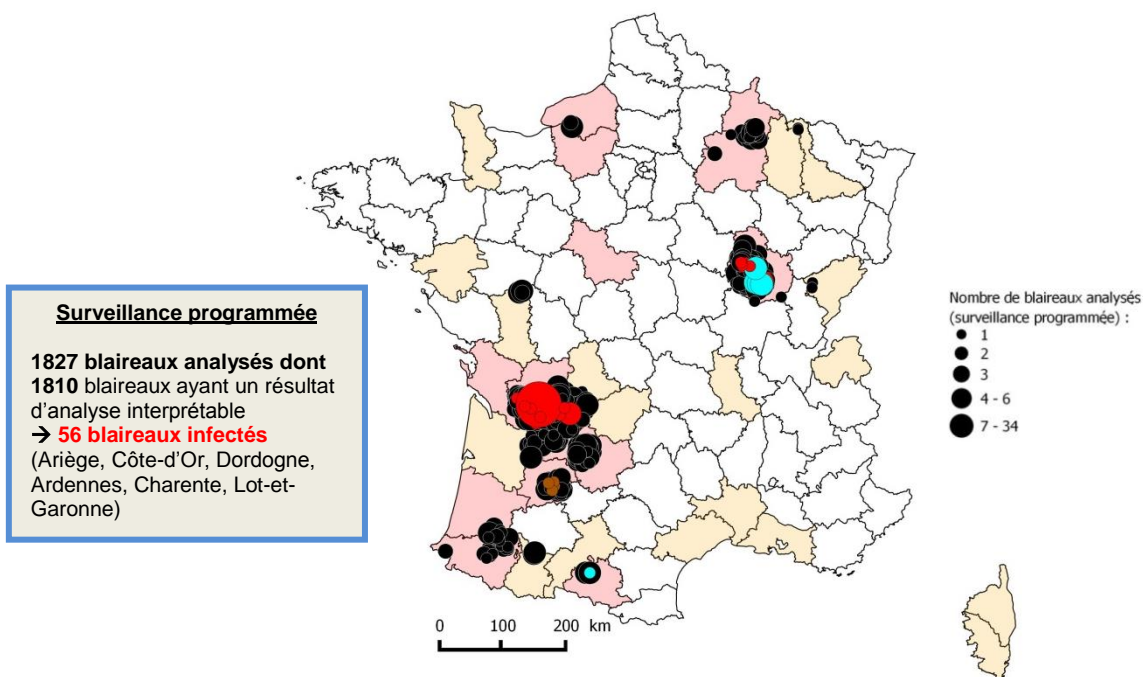 Surveillance programmée
1827 blaireaux analysés dont
1810 blaireaux ayant un résultat
d'analyse interprétable
→ 56 blaireaux infectés
(Ariège, Côte-d'Or, Dordogne,
Ardennes, Charente, Lot-et-
Garonne)
Nombre de blaireaux analysés
(surveillance programmée) :
1
2
3
4 - 6
7 - 34
0 100 200 km